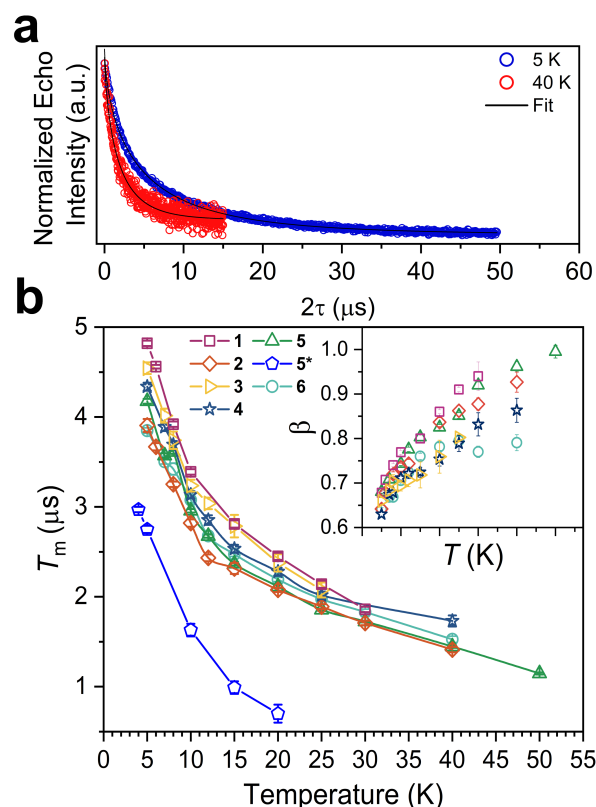 a
Normalized Echo
Intensity (a.u.)
5 K
40 K
Fit
0 10 20 30 40 50 60
2τ (μs)
b
5
4
3
2
1
Tm (μs)
1 5
2 5*
3 6
4
1.0
0.9
0.8
0.7
0.6
β
T (K)
0 5 10 15 20 25 30 35 40 45 50 55
Temperature (K)